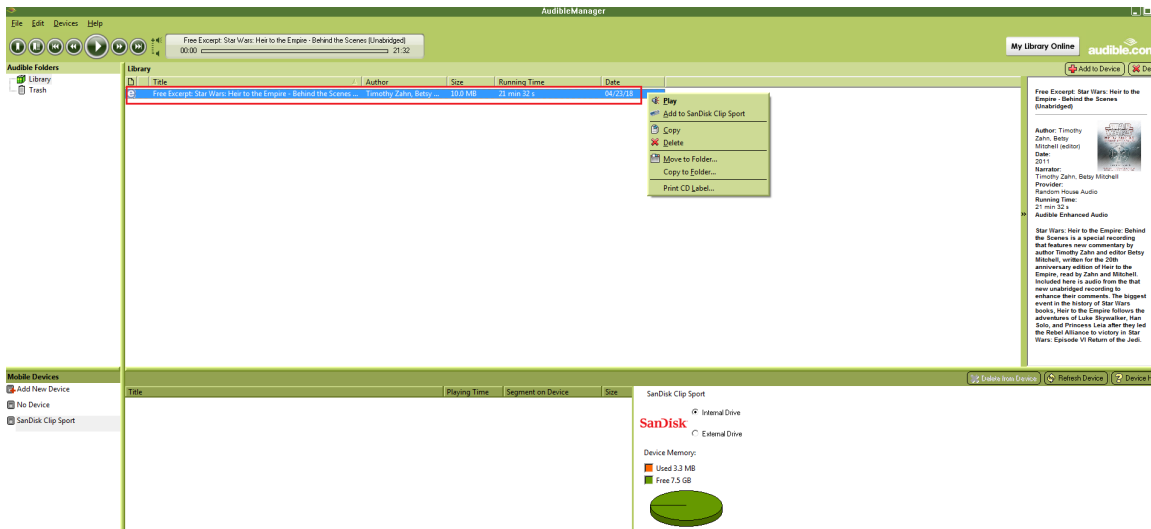 AudibleManager
File Edit Devices Help
Free Excerpt: Star Wars: Heir to the Empire - Behind the Scenes (Unabridged)
00:00 21:32
My Library Online
audible.com
Audible Folders
Library
Trash
Library
Add to Device
Title Author Size Running Time Date
Free Excerpt: Star Wars: Heir to the Empire - Behind the Scenes ... Timothy Zahn, Betsy ... 10.0 MB 21 min 32 s 04/23/18
Play
Add to SanDisk Clip Sport
Copy
Delete
Move to Folder...
Copy to Folder...
Print CD Label...
Free Excerpt: Star Wars: Heir to the
Empire - Behind the Scenes
(Unabridged)
Author: Timothy
Zahn, Betsy
Mitchell (editor)
Date:
2011
Narrator:
Timothy Zahn, Betsy Mitchell
Provider:
Random House Audio
Running Time:
21 min 32 s
Audible Enhanced Audio
Star Wars: Heir to the Empire: Behind
the Scenes is a special recording
that features new commentary by
author Timothy Zahn and editor Betsy
Mitchell, written for the 20th
anniversary edition of Heir to the
Empire, read by Zahn and Mitchell.
Included here is audio from the that
new unabridged recording to
enhance their comments. The biggest
event in the history of Star Wars
books, Heir to the Empire follows the
adventures of Luke Skywalker, Han
Solo, and Princess Leia after they led
the Rebel Alliance to victory in Star
Wars: Episode VI Return of the Jedi.
Mobile Devices
Add New Device
No Device
SanDisk Clip Sport
Delete from Device Refresh Device Device H
Title Playing Time Segment on Device Size
SanDisk Clip Sport
SanDisk
Internal Drive
External Drive
Device Memory:
Used 3.3 MB
Free 7.5 GB